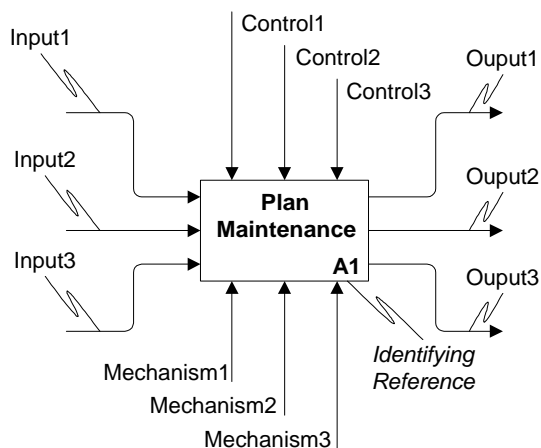 Input1
Control1
Ouput1
Control2
Control3
Input2
Ouput2
Plan
Maintenance
Input3
A1
Ouput3
Mechanism1
Identifying
Reference
Mechanism2
Mechanism3